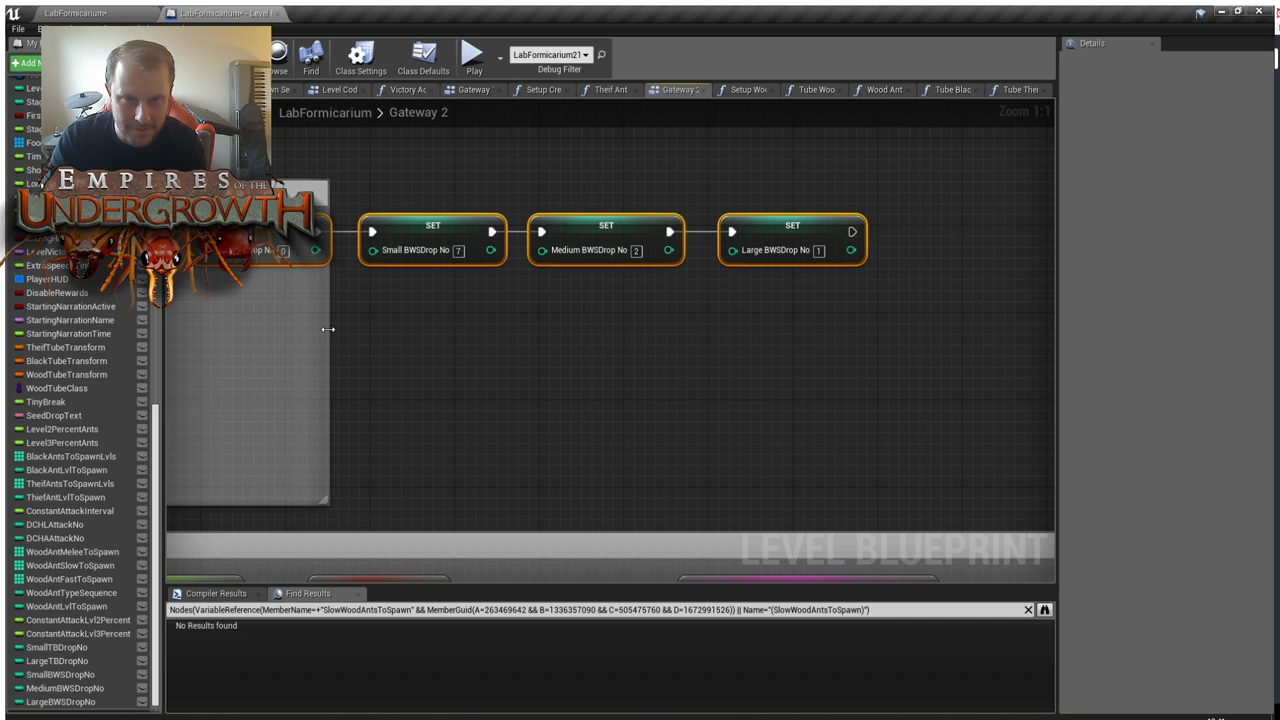 LabFormicarium*
LabFormicarium* - Level
File
My
Add N
Find
Class Settings
Class Defaults
Play
LabFormicarium21
Debug Filter
Level Cod
Victory Ac
Gateway
Setup Cre
Theif Ant
Gateway
Setup Woo
Tube Woo
Wood Ant
Tube Blac
Tube Thei
LabFormicarium > Gateway 2
Zoom 1:1
Details
EMPIRES OF THE
UNDERGROWTH
SET
Small BWSDrop No 7
SET
Medium BWSDrop No 2
SET
Large BWSDrop No 1
LEVEL BLUEPRINT
PlayerHUD
DisableRewards
StartingNarrationActive
StartingNarrationName
StartingNarrationTime
TheifTubeTransform
BlackTubeTransform
WoodTubeTransform
WoodTubeClass
TinyBreak
SeedDropText
Level2PercentAnts
Level3PercentAnts
BlackAntsToSpawnLvls
BlackAntLvlToSpawn
TheifAntsToSpawnLvls
ThiefAntLvlToSpawn
ConstantAttackInterval
DCHLAttackNo
DCHAAttackNo
WoodAntMeleeToSpawn
WoodAntSlowToSpawn
WoodAntFastToSpawn
WoodAntTypeSequence
WoodAntLvlToSpawn
ConstantAttackLvl2Percent
ConstantAttackLvl3Percent
SmallTBDropNo
LargeTBDropNo
SmallBWSDropNo
MediumBWSDropNo
LargeBWSDropNo
Compiler Results
Find Results
Nodes(VariableReference(MemberName=+"SlowWoodAntsToSpawn" && MemberGuid(A=263469642 && B=1336357090 && C=505475760 && D=1672991526)) || Name="(SlowWoodAntsToSpawn)")
No Results found